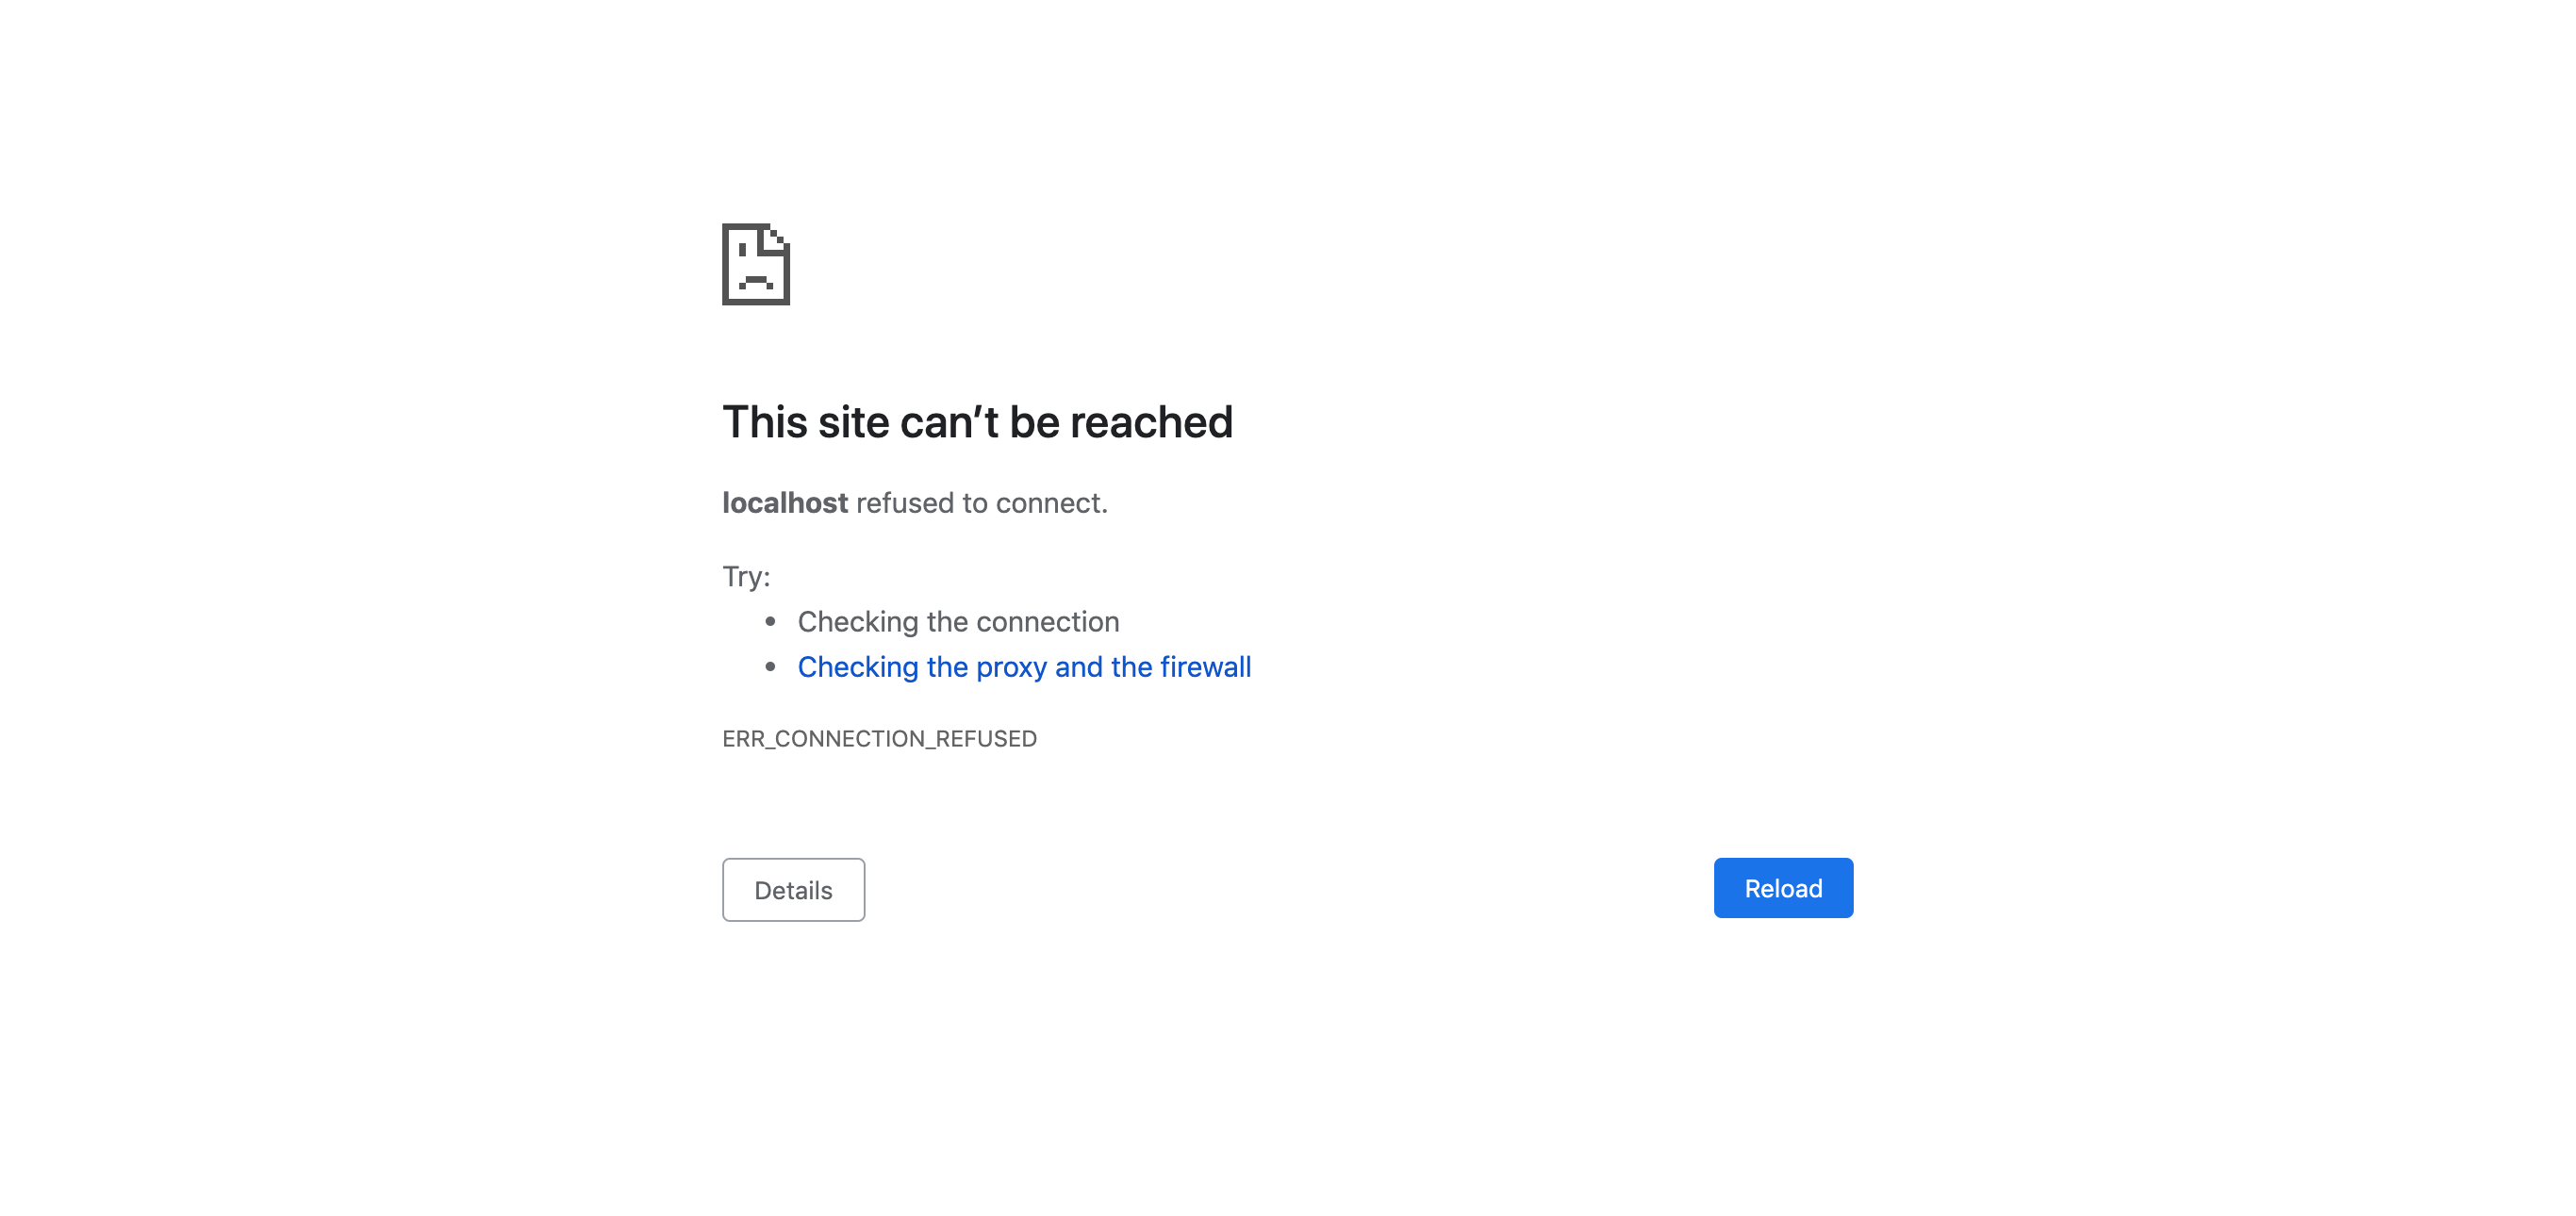 This site can’t be reached
localhost refused to connect.
Try:
• Checking the connection
• Checking the proxy and the firewall
ERR_CONNECTION_REFUSED
Details
Reload